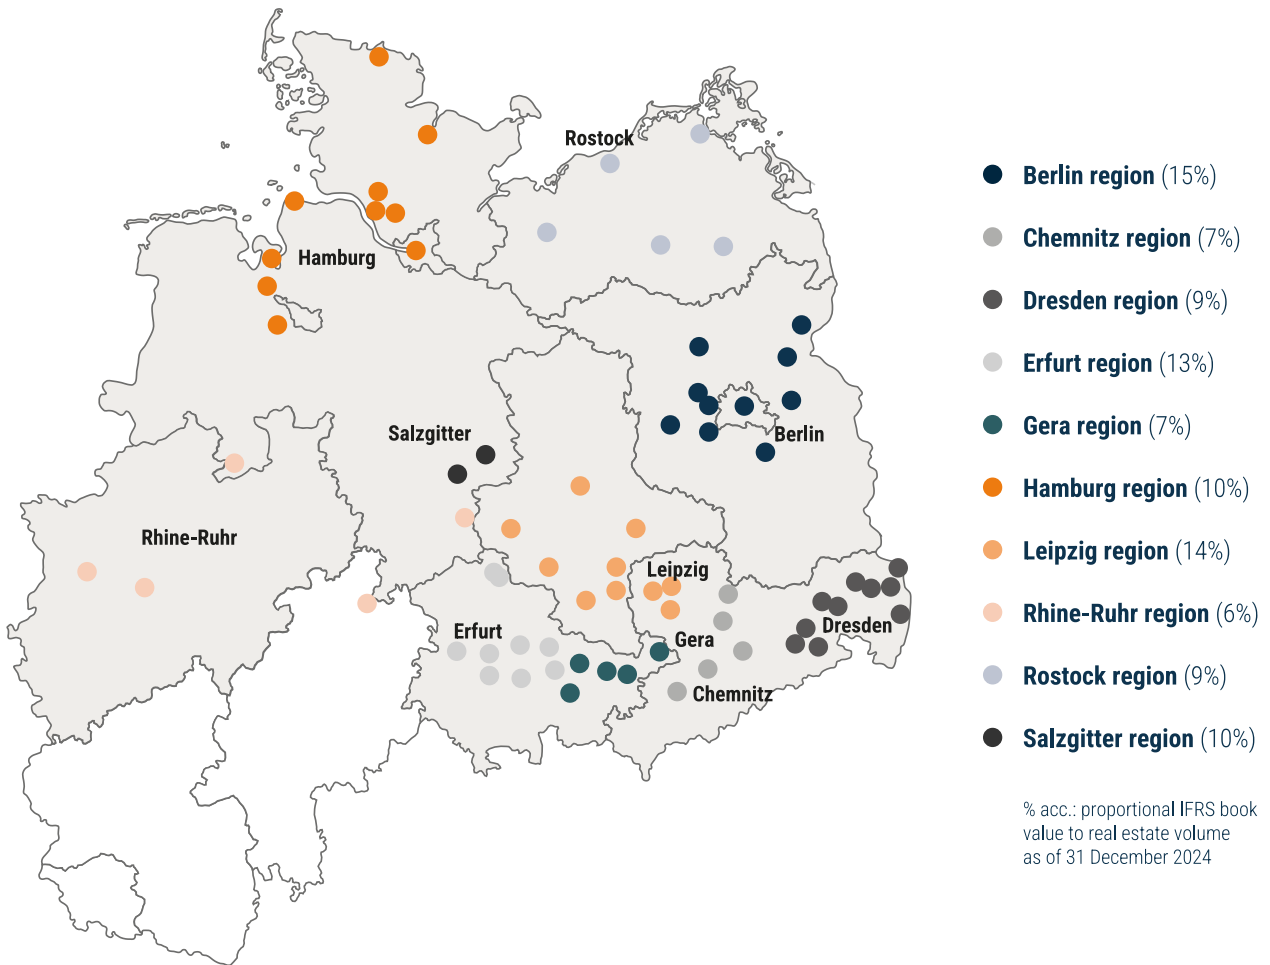 Rostock
Hamburg
Berlin
Salzgitter
Rhine-Ruhr
Leipzig
Erfurt
Dresden
Gera
Chemnitz
Berlin region (15%)
Chemnitz region (7%)
Dresden region (9%)
Erfurt region (13%)
Gera region (7%)
Hamburg region (10%)
Leipzig region (14%)
Rhine-Ruhr region (6%)
Rostock region (9%)
Salzgitter region (10%)
% acc.: proportional IFRS book
value to real estate volume
as of 31 December 2024